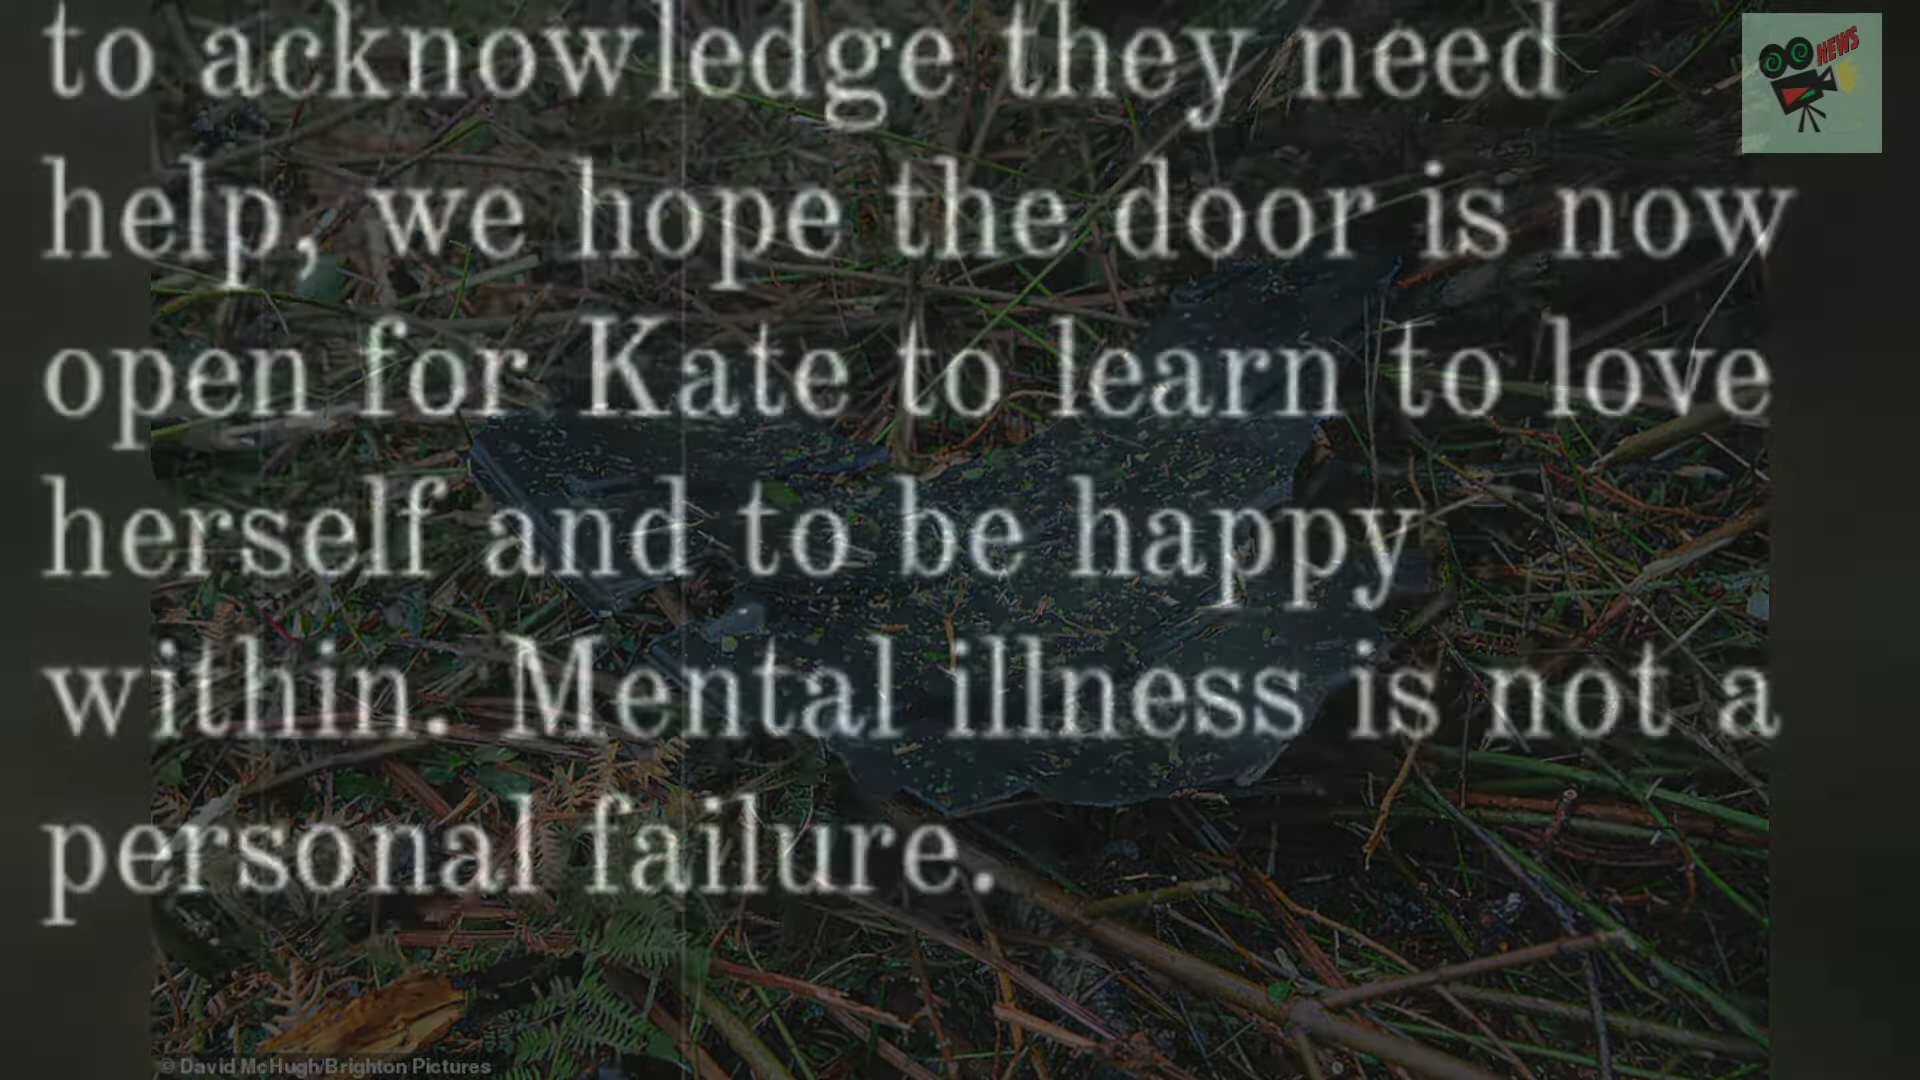 to acknowledge they need
NEWS
help, we hope the door is now
open for Kate to learn to love
herself and to be happy
within. Mental illness is not a
personal failure.
© David McHugh/Brighton Pictures